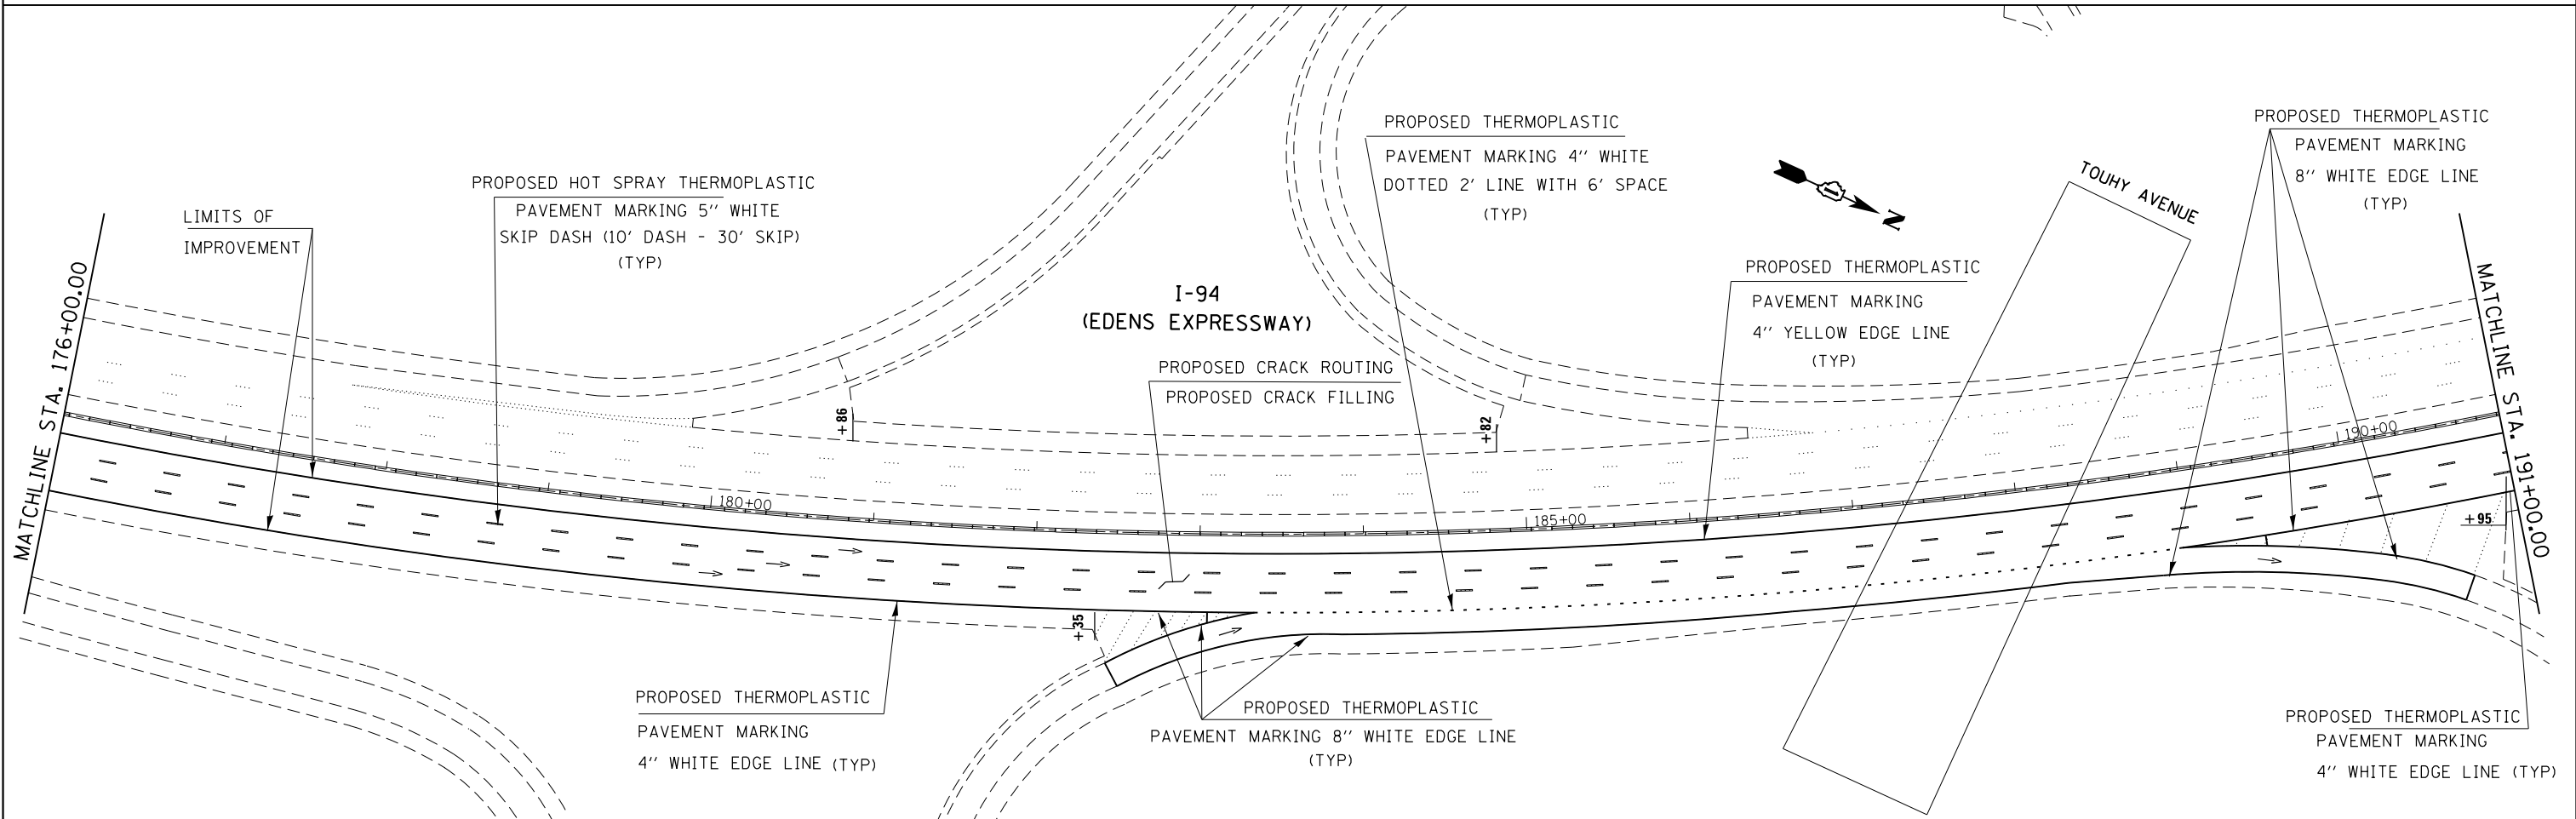 PROPOSED THERMOPLASTIC
PAVEMENT MARKING
8'' WHITE EDGE LINE
(TYP)
PROPOSED THERMOPLASTIC
PAVEMENT MARKING 4'' WHITE
DOTTED 2' LINE WITH 6' SPACE
(TYP)
TOUHY AVENUE
N
PROPOSED HOT SPRAY THERMOPLASTIC
PAVEMENT MARKING 5'' WHITE
SKIP DASH (10' DASH - 30' SKIP)
(TYP)
LIMITS OF
IMPROVEMENT
MATCHLINE STA. 176+00.00
I-94
(EDENS EXPRESSWAY)
PROPOSED THERMOPLASTIC
PAVEMENT MARKING
4'' YELLOW EDGE LINE
(TYP)
MATCHLINE STA. 191+00.00
PROPOSED CRACK ROUTING
PROPOSED CRACK FILLING
+86
+82
190+00
180+00
185+00
+95
+35
PROPOSED THERMOPLASTIC
PAVEMENT MARKING
4'' WHITE EDGE LINE (TYP)
PROPOSED THERMOPLASTIC
PAVEMENT MARKING 8'' WHITE EDGE LINE
(TYP)
PROPOSED THERMOPLASTIC
PAVEMENT MARKING
4'' WHITE EDGE LINE (TYP)